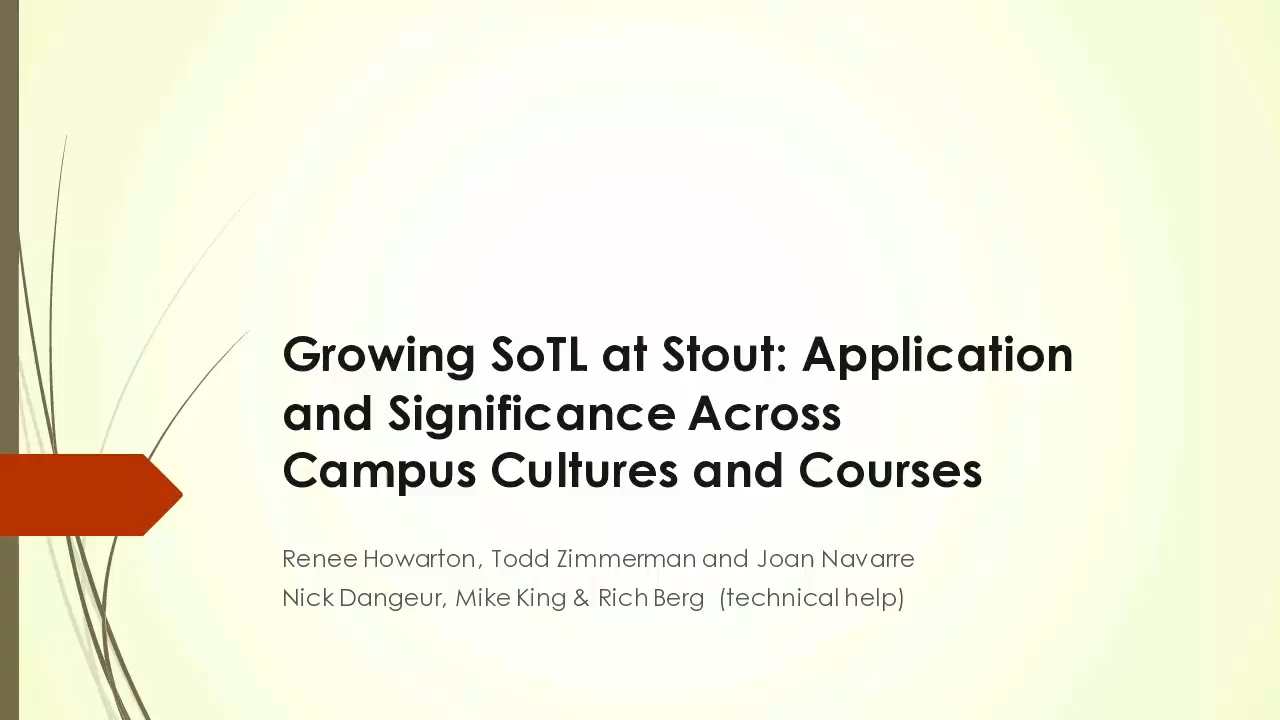 Growing SoTL at Stout: Application
and Significance Across
Campus Cultures and Courses
Renee Howarton, Todd Zimmerman and Joan Navarre
Nick Dangeur, Mike King & Rich Berg (technical help)